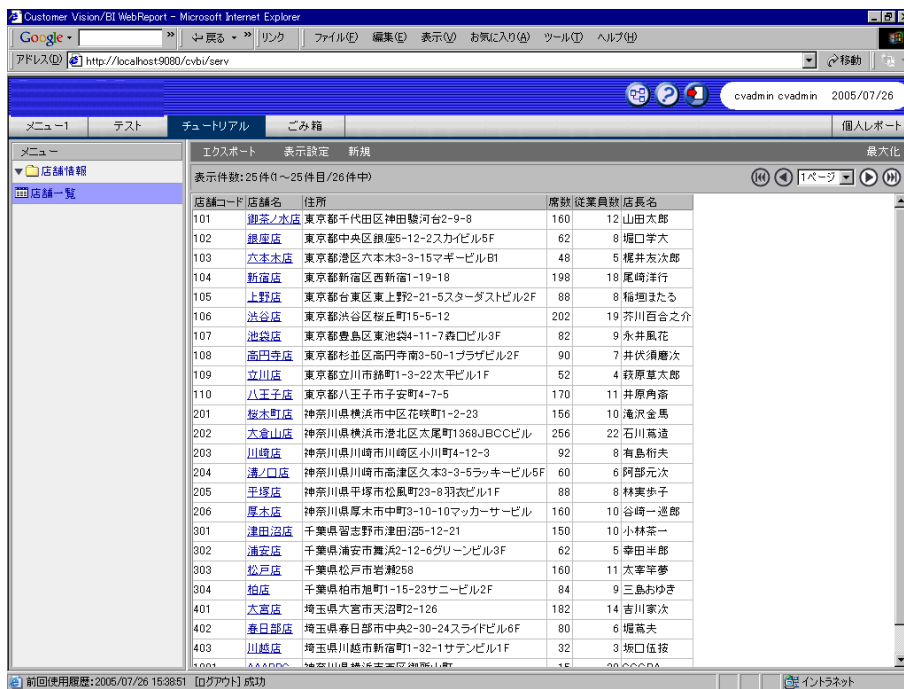 Customer Vision/BI WebReport - Microsoft Internet Explorer
Google - » 戻る » リンク ファイル(F) 編集(E) 表示(V) お気に入り(A) ツール(T) ヘルプ(H)
アドレス(D) http://localhost:9080/cvbi/serv 移動
cvadmin cvadmin 2005/07/26
メニュー1 テスト チュートリアル ごみ箱 個人レポート
メニュー エクスポート 表示設定 新規 最大化
店舗情報
店舗一覧
表示件数:25件(1～25件目/26件中) 1ページ
店舗コード 店舗名 住所 席数 従業員数 店長名
101 御茶ノ水店 東京都千代田区神田駿河台2-9-8 160 12 山田太郎
102 銀座店 東京都中央区銀座5-12-2スカイビル5F 62 8 堀口学大
103 六本木店 東京都港区六本木3-3-15マギービルB1 48 5 梶井友次郎
104 新宿店 東京都新宿区西新宿1-19-18 198 18 尾崎洋行
105 上野店 東京都台東区東上野2-21-5スターダストビル2F 88 8 稲垣ほたる
106 渋谷店 東京都渋谷区桜丘町15-5-12 202 19 芥川百合之介
107 池袋店 東京都豊島区東池袋4-11-7森口ビル3F 82 9 永井風花
108 高円寺店 東京都杉並区高円寺南3-50-1プラザビル2F 90 7 井伏須磨次
109 立川店 東京都立川市錦町1-3-22太平ビル1F 52 4 萩原草太郎
110 八王子店 東京都八王子市子安町4-7-5 170 11 井原角斎
201 桜木町店 神奈川県横浜市中区花咲町1-2-23 156 10 滝沢金馬
202 大倉山店 神奈川県横浜市港北区太尾町1368JBCCビル 256 22 石川蔦造
203 川崎店 神奈川県川崎市川崎区小川町4-12-3 92 8 有島桁夫
204 溝ノ口店 神奈川県川崎市高津区久本3-3-5ラッキービル5F 60 6 阿部元次
205 平塚店 神奈川県平塚市松風町23-8羽衣ビル1F 88 8 林実歩子
206 厚木店 神奈川県厚木市中町3-10-10マッカーサービル 160 10 谷崎一巡郎
301 津田沼店 千葉県習志野市津田沼5-12-21 150 10 小林茶一
302 浦安店 千葉県浦安市舞浜2-12-6グリーンビル3F 62 5 幸田半郎
303 松戸店 千葉県松戸市岩瀬258 160 11 太宰竿夢
304 柏店 千葉県柏市旭町1-15-23サニービル2F 84 9 三島おゆき
401 大宮店 埼玉県大宮市天沼町2-126 182 14 吉川家次
402 春日部店 埼玉県春日部市中央2-30-24スライドビル6F 80 6 堀蔦夫
403 川越店 埼玉県川越市新宿町1-32-1サテンビル1F 32 3 坂口伍按
前回使用履歴:2005/07/26 15:38:51 [ログアウト] 成功 イントラネット